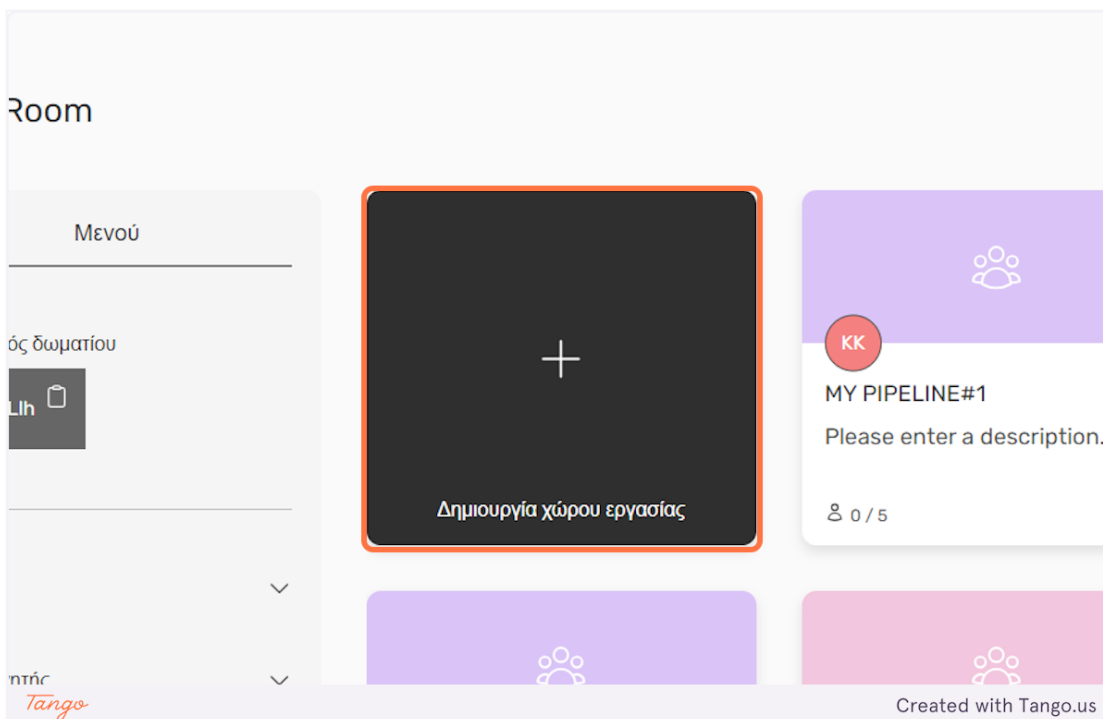 Room
Μενού
ός δωματίου
Llh
Δημιουργία χώρου εργασίας
KK
MY PIPELINE#1
Please enter a description.
0 / 5
Tango
Created with Tango.us